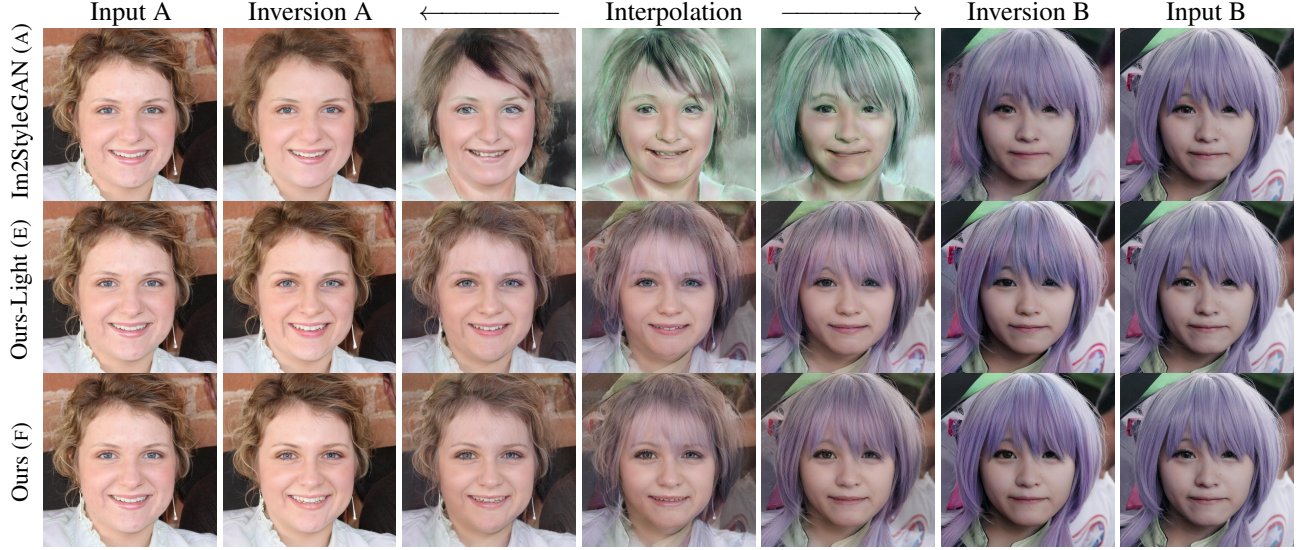 Input A Inversion A ← Interpolation → Inversion B Input B
Im2StyleGAN (A)
Ours-Light (E)
Ours (F)